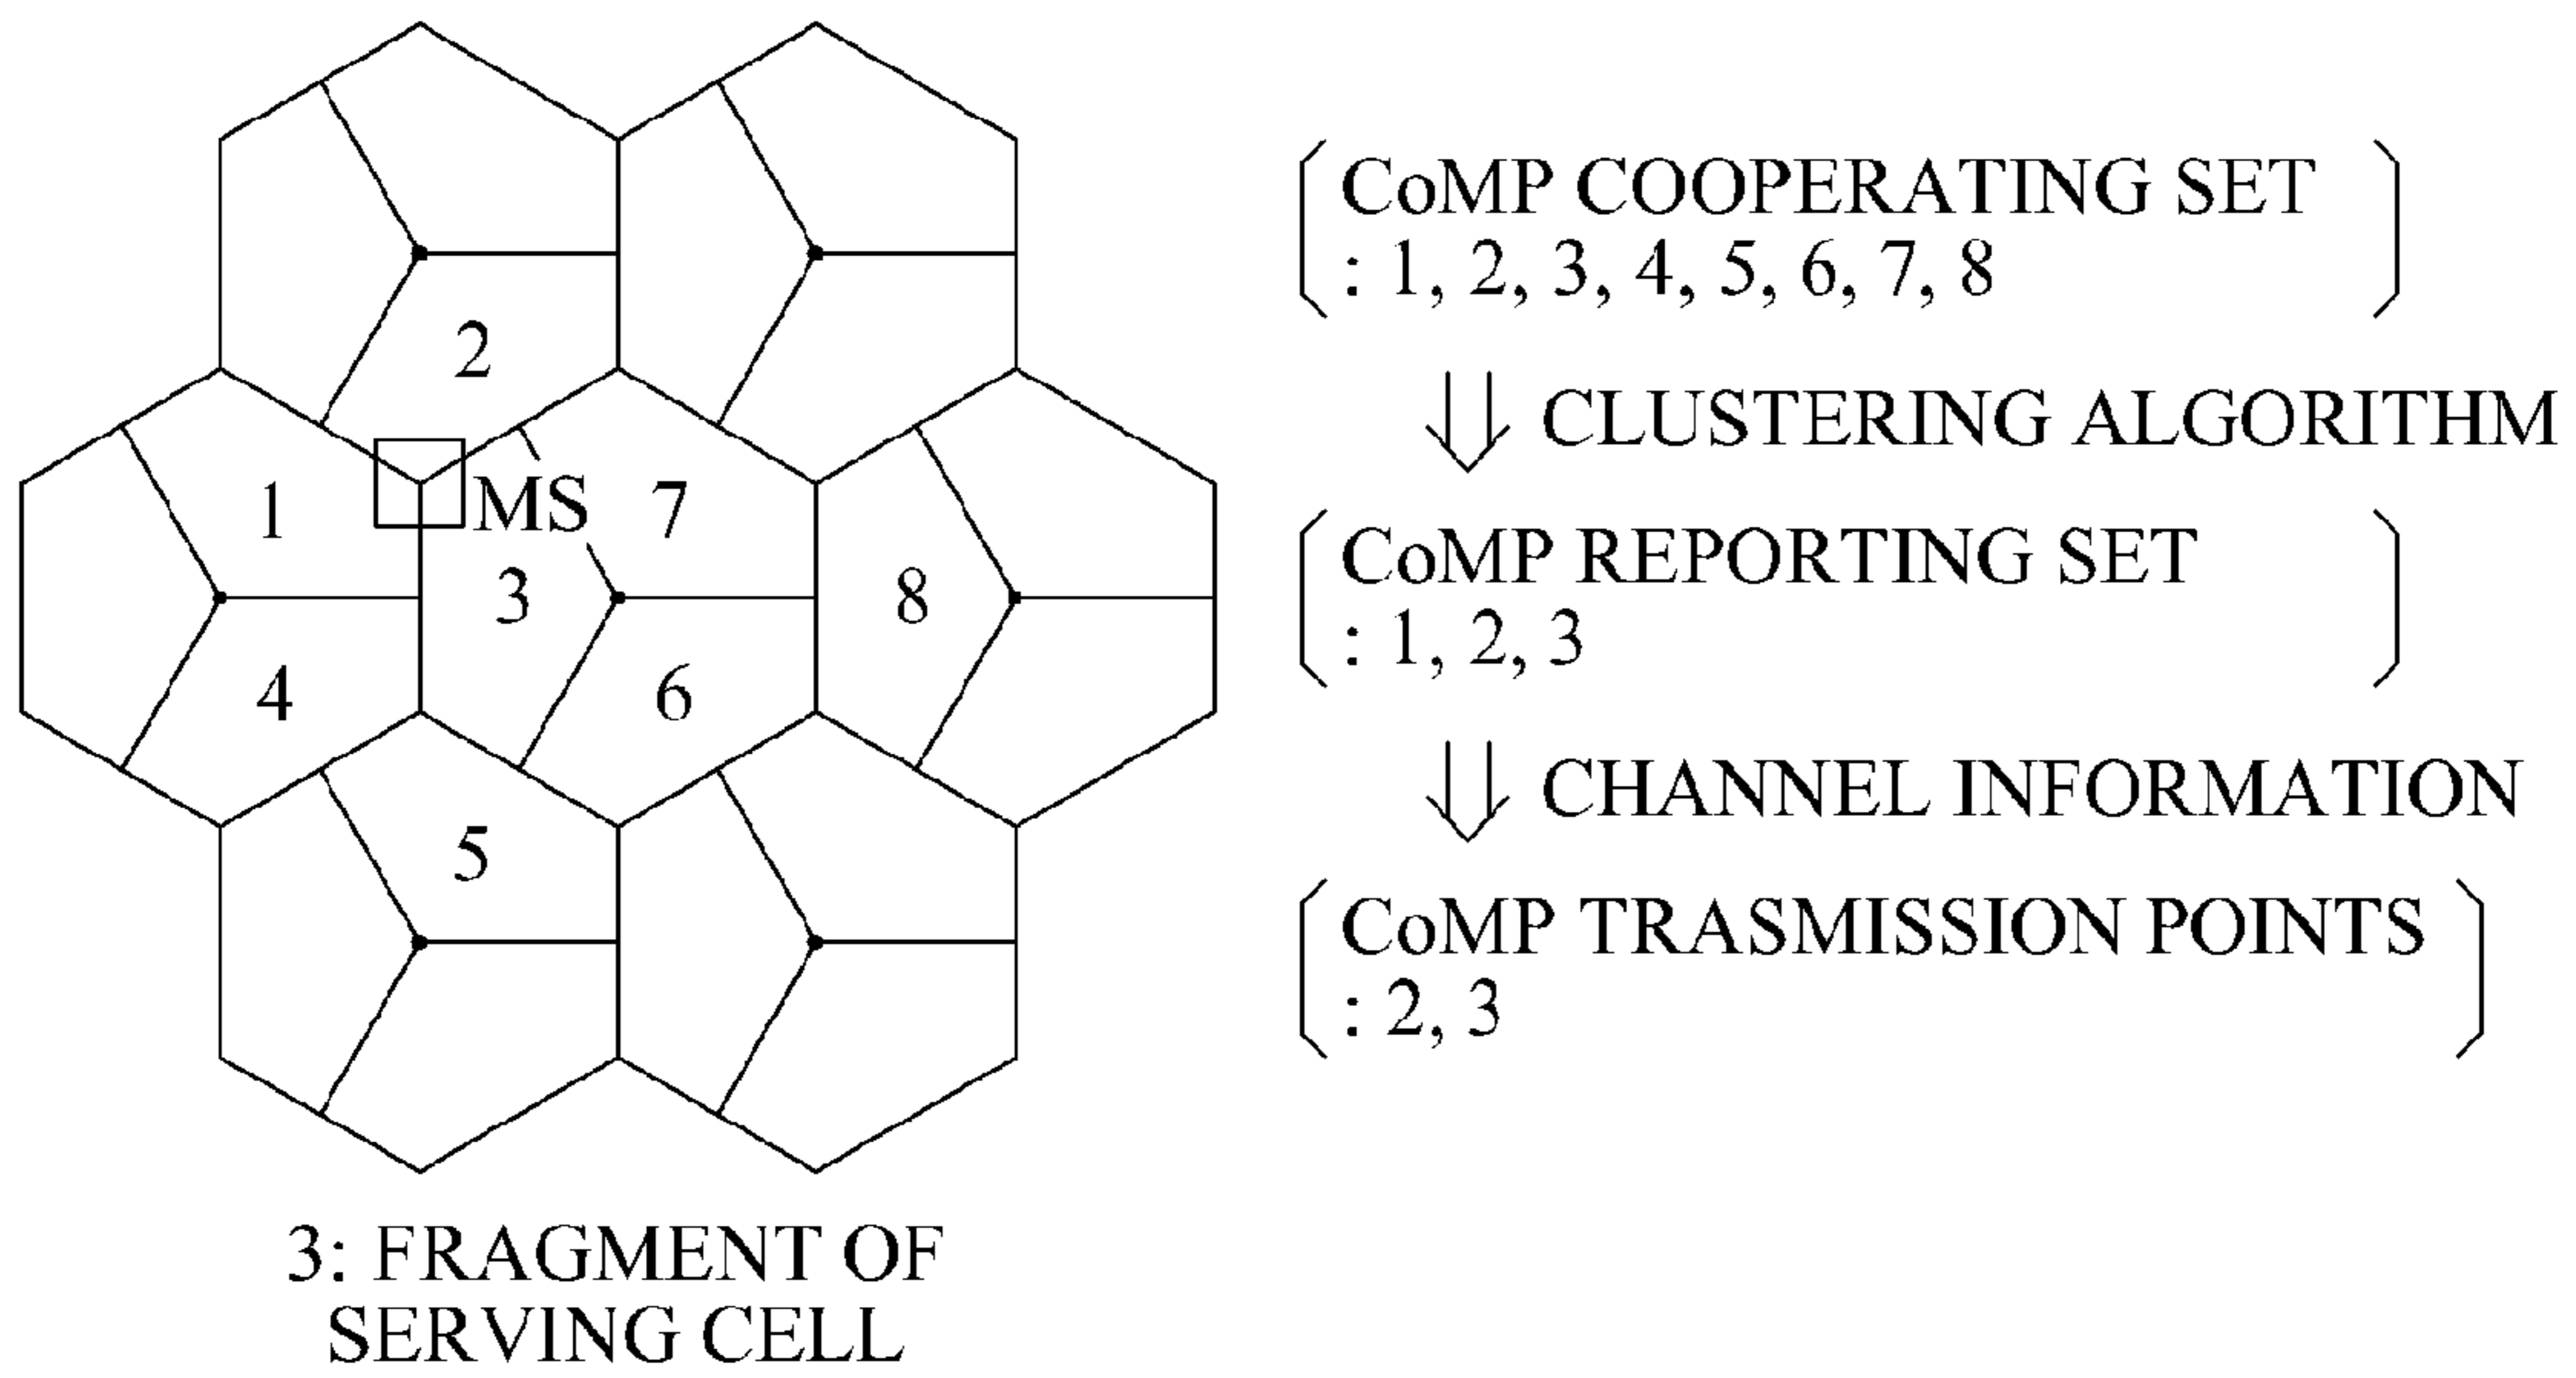 2
1
MS
7
3
8
4
6
5
3: FRAGMENT OF
SERVING CELL
CoMP COOPERATING SET
: 1, 2, 3, 4, 5, 6, 7, 8
CLUSTERING ALGORITHM
CoMP REPORTING SET
: 1, 2, 3
CHANNEL INFORMATION
CoMP TRASMISSION POINTS
: 2, 3